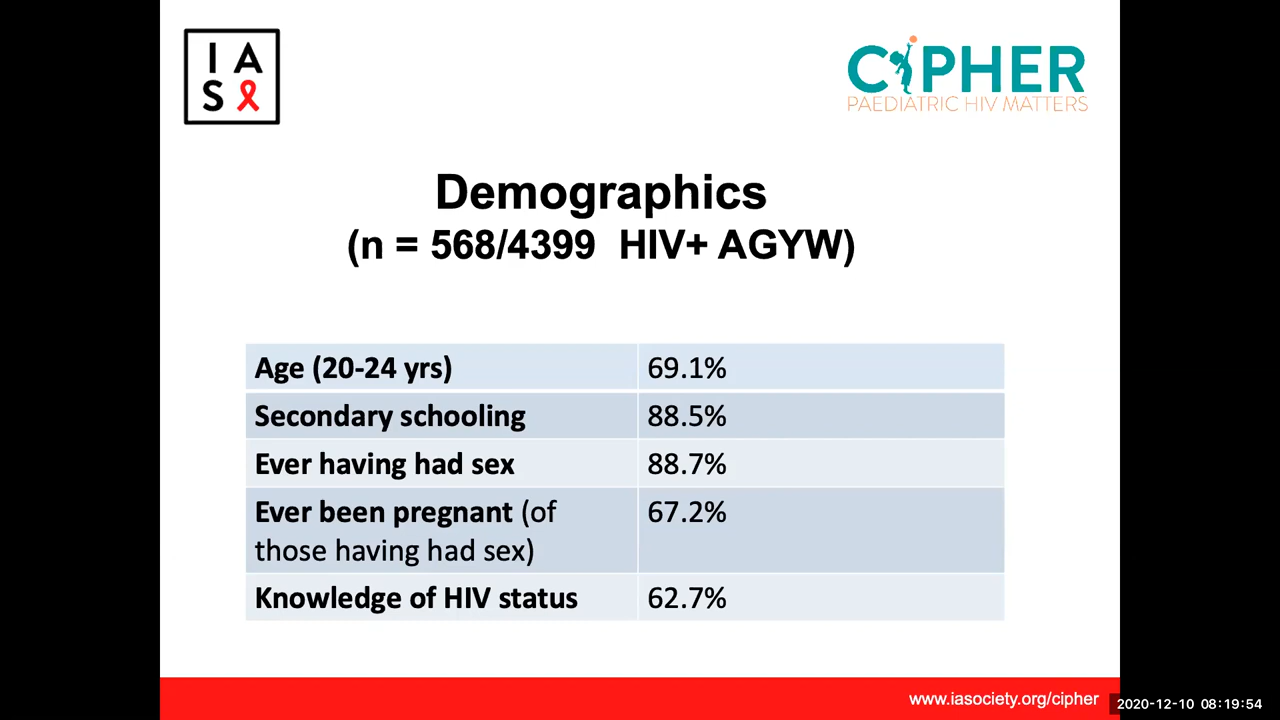 IA
S
CIPHER
PAEDIATRIC HIV MATTERS
Demographics
(n = 568/4399 HIV+ AGYW)
Age (20-24 yrs) 69.1%
Secondary schooling 88.5%
Ever having had sex 88.7%
Ever been pregnant (of 67.2%
those having had sex)
Knowledge of HIV status 62.7%
www.iasociety.org/cipher
2020-12-10 08:19:54